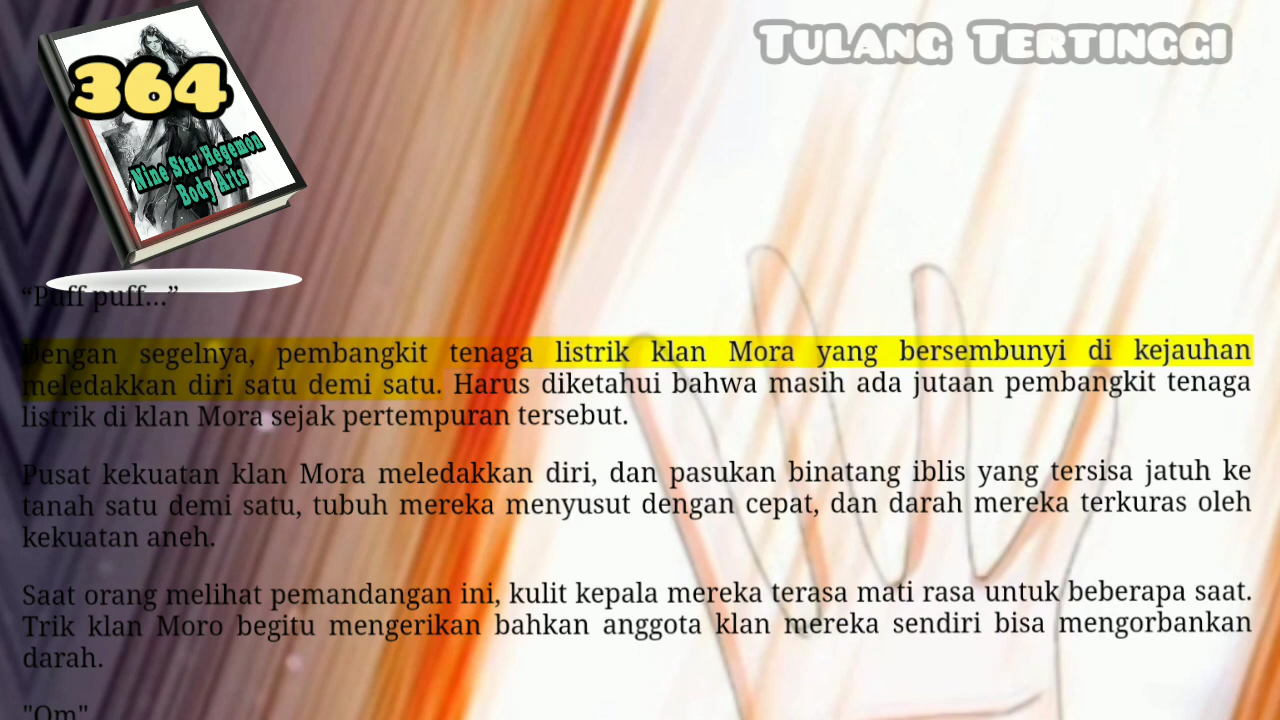 Tulang Tertinggi
364
Nine Star Hegemon
Body Arts
“Puff puff...”
Dengan segelnya, pembangkit tenaga listrik klan Mora yang bersembunyi di kejauhan
meledakkan diri satu demi satu. Harus diketahui bahwa masih ada jutaan pembangkit tenaga
listrik di klan Mora sejak pertempuran tersebut.
Pusat kekuatan klan Mora meledakkan diri, dan pasukan binatang iblis yang tersisa jatuh ke
tanah satu demi satu, tubuh mereka menyusut dengan cepat, dan darah mereka terkuras oleh
kekuatan aneh.
Saat orang melihat pemandangan ini, kulit kepala mereka terasa mati rasa untuk beberapa saat.
Trik klan Moro begitu mengerikan bahkan anggota klan mereka sendiri bisa mengorbankan
darah.
"Om"